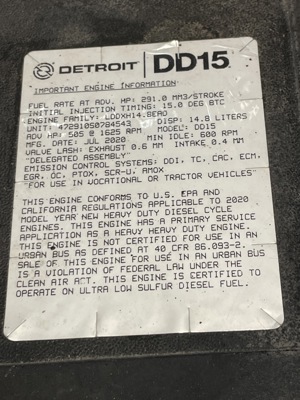 DETROIT DD15
IMPORTANT ENGINE INFORMATION
FUEL RATE AT ADV. HP: 291.0 MM3/STROKE
INITIAL INJECTION TIMING: 15.0 DEG BTC
ENGINE FAMILY: LDDXH14.8EAD
UNIT: 472910S0784543 DISP: 14.8 LITERS
ADV HP: 505 @ 1625 RPM MODEL: DD15
MFG. DATE: JUL 2020 MIN IDLE: 600 RPM
VALVE LASH: EXHAUST 0.6 MM INTAKE 0.4 MM
"DELEGATED ASSEMBLY"
EMISSION CONTROL SYSTEMS: DDI, TC, CAC, ECM,
EGR, OC, PTOX, SCR-U, AMOX
"FOR USE IN VOCATIONAL OR TRACTOR VEHICLES"
THIS ENGINE CONFORMS TO U.S. EPA AND
CALIFORNIA REGULATIONS APPLICABLE TO 2020
MODEL YEAR NEW HEAVY DUTY DIESEL CYCLE
ENGINES. THIS ENGINE HAS A PRIMARY SERVICE
APPLICATION AS A HEAVY HEAVY DUTY ENGINE.
THIS ENGINE IS NOT CERTIFIED FOR USE IN AN
URBAN BUS AS DEFINED AT 40 CFR 86.093-2.
SALE OF THIS ENGINE FOR USE IN AN URBAN BUS
IS A VIOLATION OF FEDERAL LAW UNDER THE
CLEAN AIR ACT. THIS ENGINE IS CERTIFIED TO
OPERATE ON ULTRA LOW SULFUR DIESEL FUEL.